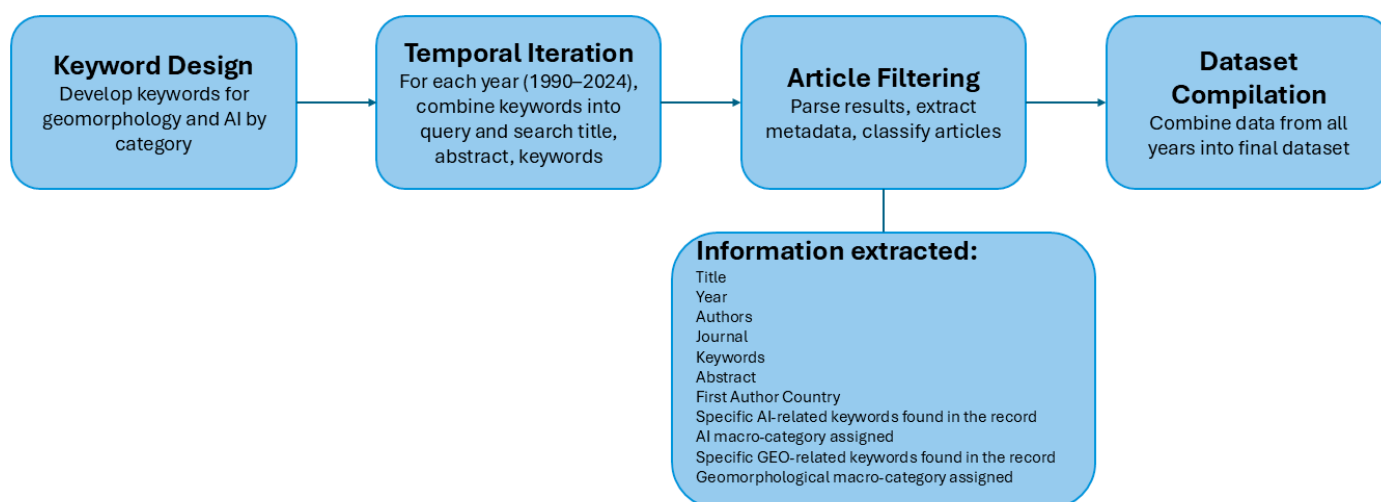 Keyword Design
Develop keywords for
geomorphology and AI by
category
Temporal Iteration
For each year (1990–2024),
combine keywords into
query and search title,
abstract, keywords
Article Filtering
Parse results, extract
metadata, classify articles
Dataset
Compilation
Combine data from all
years into final dataset
Information extracted:
Title
Year
Authors
Journal
Keywords
Abstract
First Author Country
Specific AI-related keywords found in the record
AI macro-category assigned
Specific GEO-related keywords found in the record
Geomorphological macro-category assigned